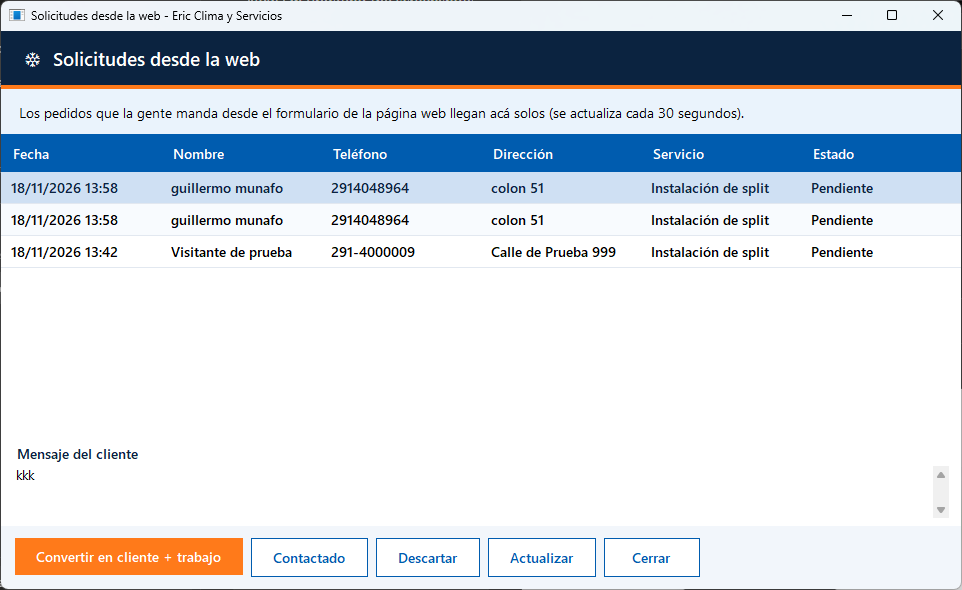 Solicitudes desde la web - Eric Clima y Servicios
Solicitudes desde la web
Los pedidos que la gente manda desde el formulario de la página web llegan acá solos (se actualiza cada 30 segundos).
Fecha Nombre Teléfono Dirección Servicio Estado
18/11/2026 13:58 guillermo munafo 2914048964 colon 51 Instalación de split Pendiente
18/11/2026 13:58 guillermo munafo 2914048964 colon 51 Instalación de split Pendiente
18/11/2026 13:42 Visitante de prueba 291-4000009 Calle de Prueba 999 Instalación de split Pendiente
Mensaje del cliente
kkk
Convertir en cliente + trabajo Contactado Descartar Actualizar Cerrar